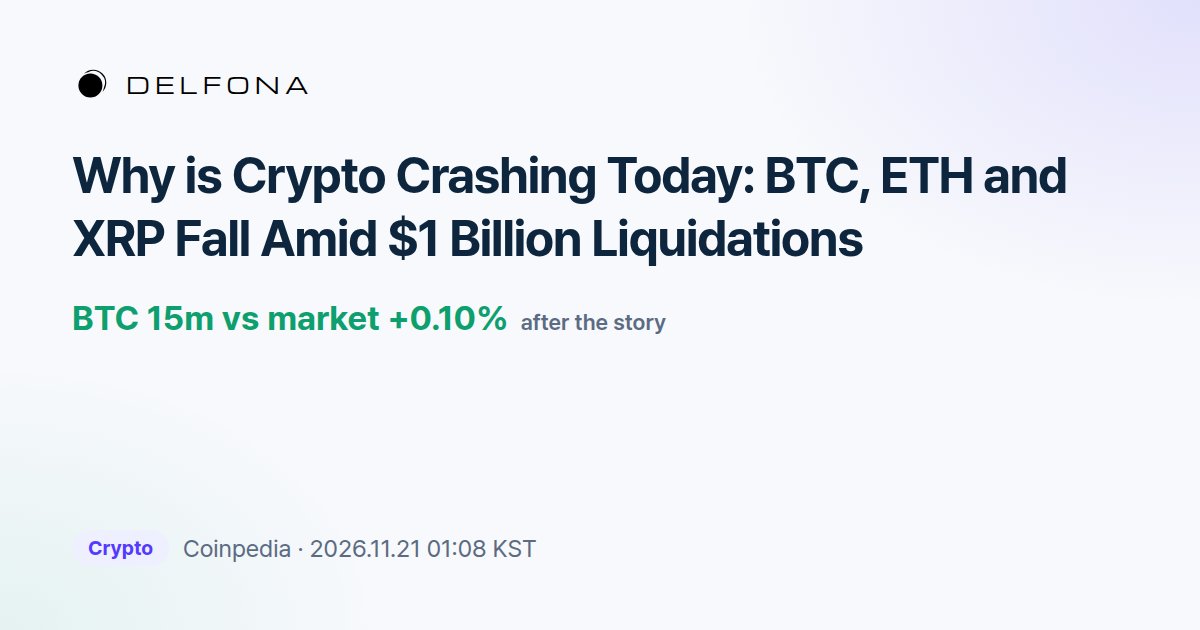 DELFONA
Why is Crypto Crashing Today: BTC, ETH and
XRP Fall Amid $1 Billion Liquidations
BTC 15m vs market +0.10% after the story
Crypto Coinpedia · 2026.11.21 01:08 KST